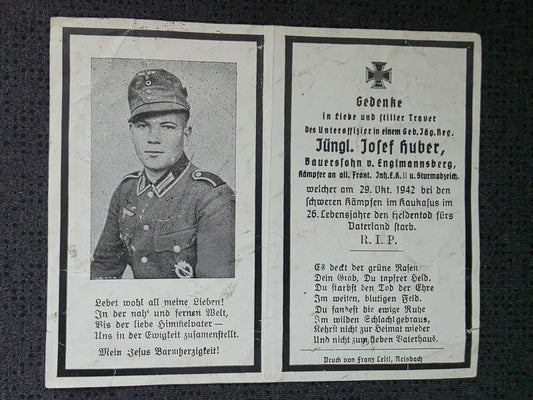 Lebet wohl all meine Lieben!
In der nah' und fernen Welt,
Bis der liebe Himmelvater —
Uns in der Ewigkeit zusamenstellt.
Mein Jesus Barmherzigkeit!
Gedenke
in Liebe und stiller Trauer
des Unteroffizier in einem Geb. Jäg. Reg.
Jüngl. Josef Huber,
Bauerssohn v. Englmannsberg,
Kämpfer an all. Front. Inh. E.K. II u. Sturmabzeich.
welcher am 29. Okt. 1942 bei den
schweren Kämpfen im Kaukasus im
26. Lebensjahre den Heldentod fürs
Vaterland starb.
R. I. P.
Es deckt der grüne Rasen
Dein Grab, Du tapfrer Held,
Du starbst den Tod der Ehre
Im weiten, blutigen Feld.
Du fandest die ewige Ruhe
Im wilden Schlachtgebraus,
Kehrst nicht zur Heimat wieder
Und nicht zum lieben Vaterhaus.
Druck von Franz Leitl, Reisbach